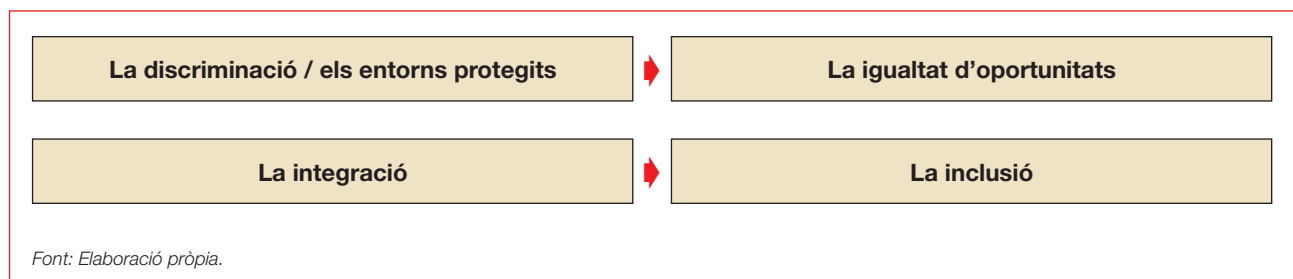 La discriminació / els entorns protegits
La igualtat d’oportunitats
La integració
La inclusió
Font: Elaboració pròpia.